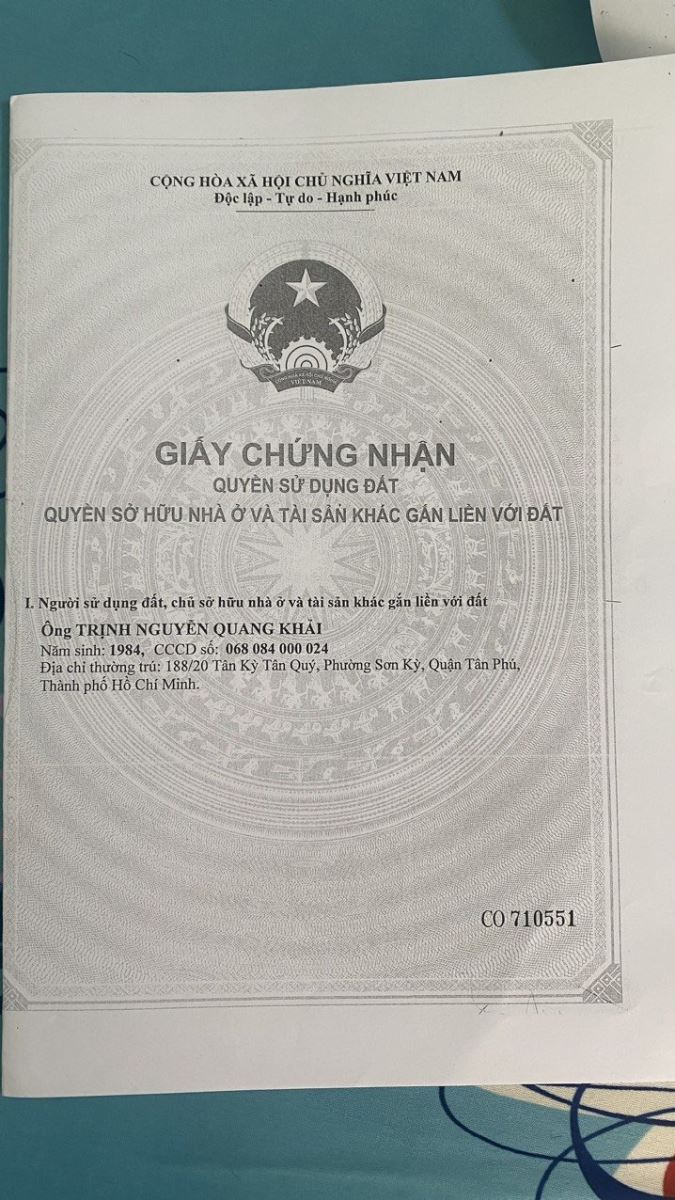 CỘNG HÒA XÃ HỘI CHỦ NGHĨA VIỆT NAM
Độc lập - Tự do - Hạnh phúc
CỘNG HÒA XÃ HỘI CHỦ NGHĨA
VIỆT NAM
GIẤY CHỨNG NHẬN
QUYỀN SỬ DỤNG ĐẤT
QUYỀN SỞ HỮU NHÀ Ở VÀ TÀI SẢN KHÁC GẮN LIỀN VỚI ĐẤT
I. Người sử dụng đất, chủ sở hữu nhà ở và tài sản khác gắn liền với đất
Ông TRỊNH NGUYỄN QUANG KHẢI
Năm sinh: 1984, CCCD số: 068 084 000 024
Địa chỉ thường trú: 188/20 Tân Kỳ Tân Quý, Phường Sơn Kỳ, Quận Tân Phú,
Thành phố Hồ Chí Minh.
CO 710551